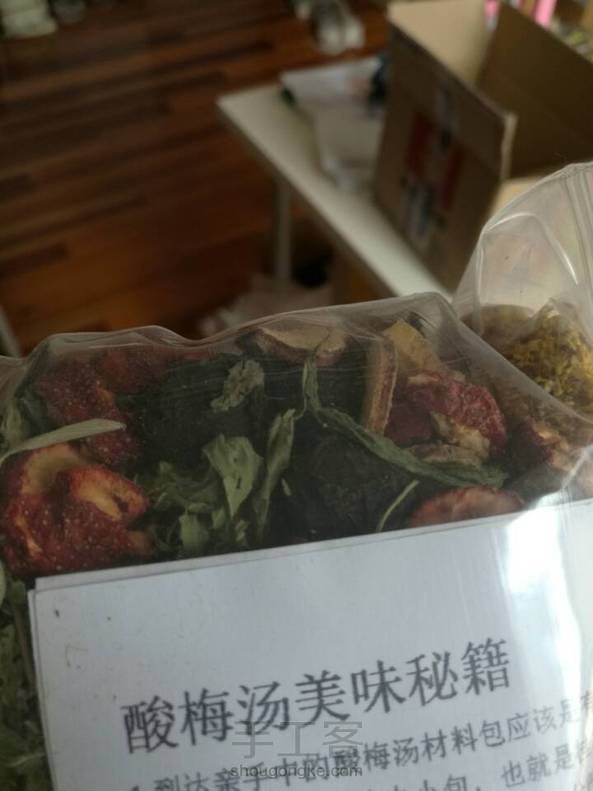 酸梅汤美味秘籍
到达亲手中的酸梅汤材料包应该是
小包，也就是
手工客
shougongke.com